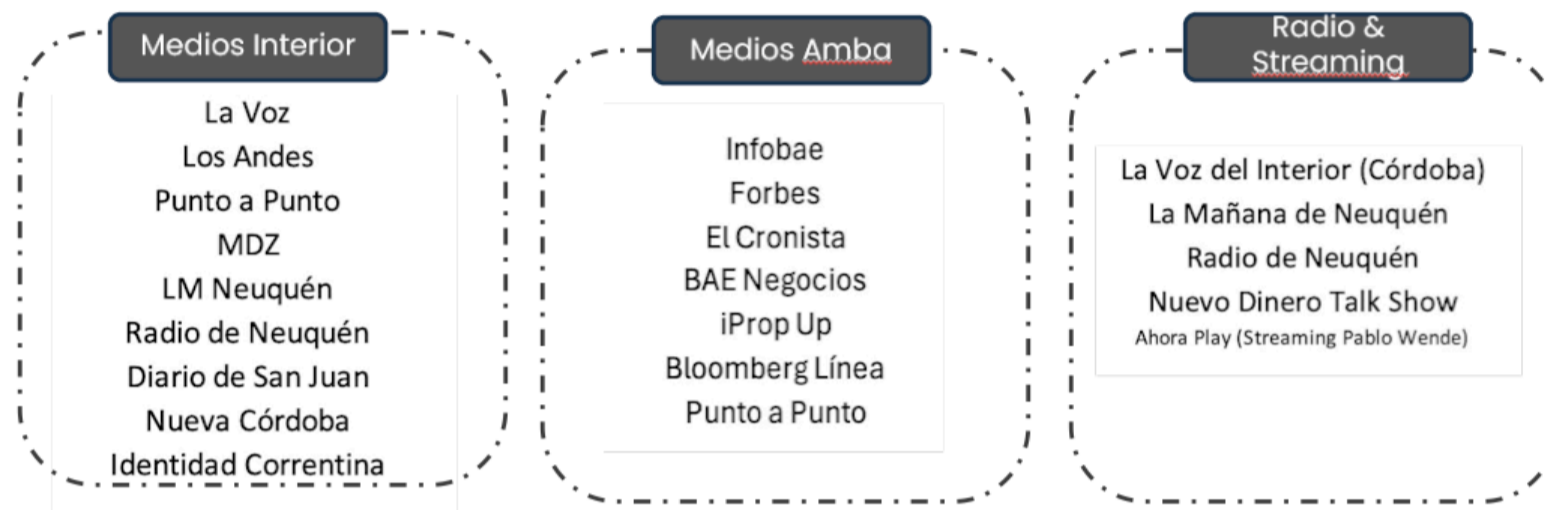 Medios Interior
La Voz
Los Andes
Punto a Punto
MDZ
LM Neuquén
Radio de Neuquén
Diario de San Juan
Nueva Córdoba
Identidad Correntina
Medios Amba
Infobae
Forbes
El Cronista
BAE Negocios
iProp Up
Bloomberg Línea
Punto a Punto
Radio &
Streaming
La Voz del Interior (Córdoba)
La Mañana de Neuquén
Radio de Neuquén
Nuevo Dinero Talk Show
Ahora Play (Streaming Pablo Wende)